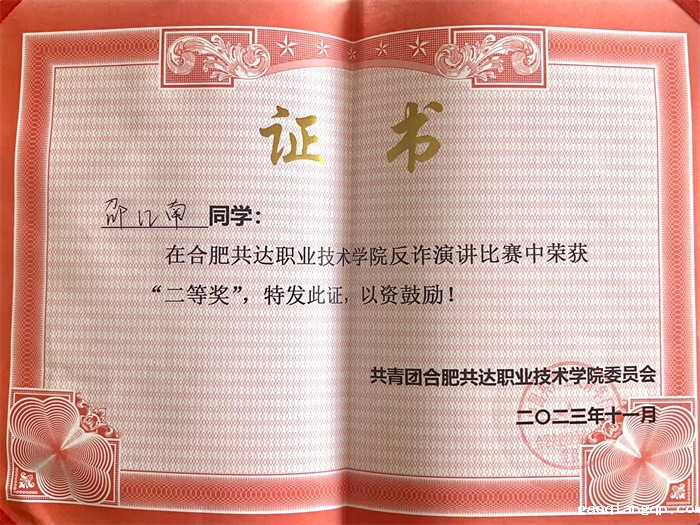 证书
邵江南 同学:
在合肥共达职业技术学院反诈演讲比赛中荣获
“二等奖”，特发此证，以资鼓励！
共青团合肥共达职业技术学院委员会
二〇二三年十一月